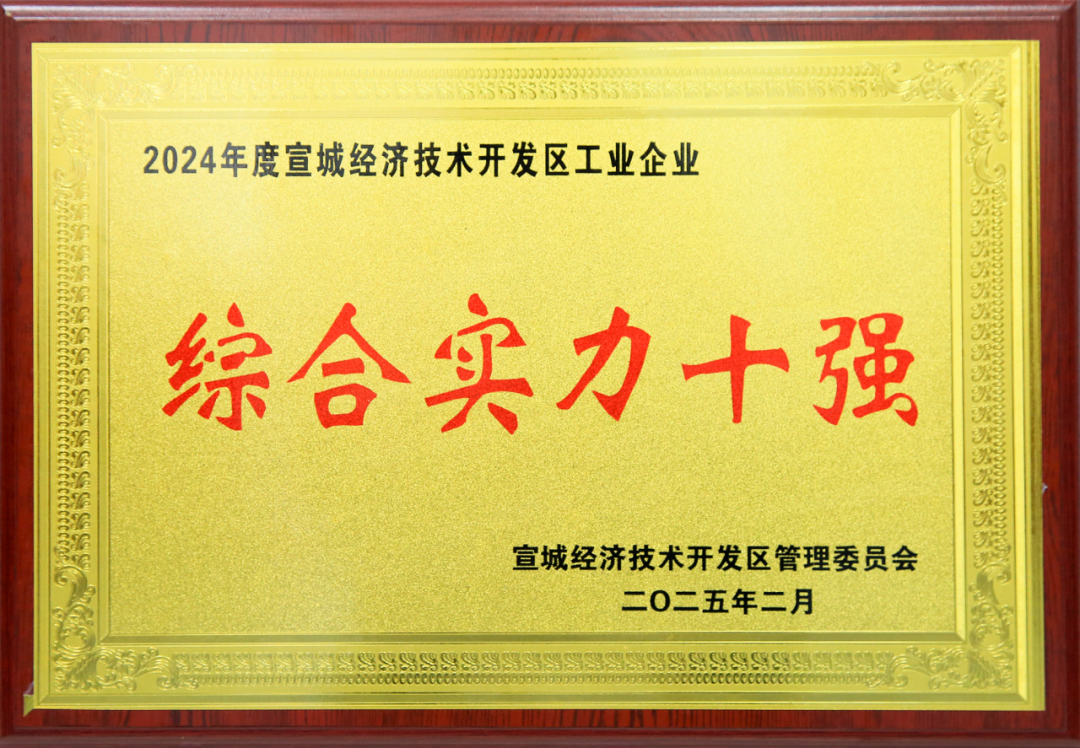 2024年度宣城经济技术开发区工业企业
综合实力十强
宣城经济技术开发区管理委员会
二〇二五年二月